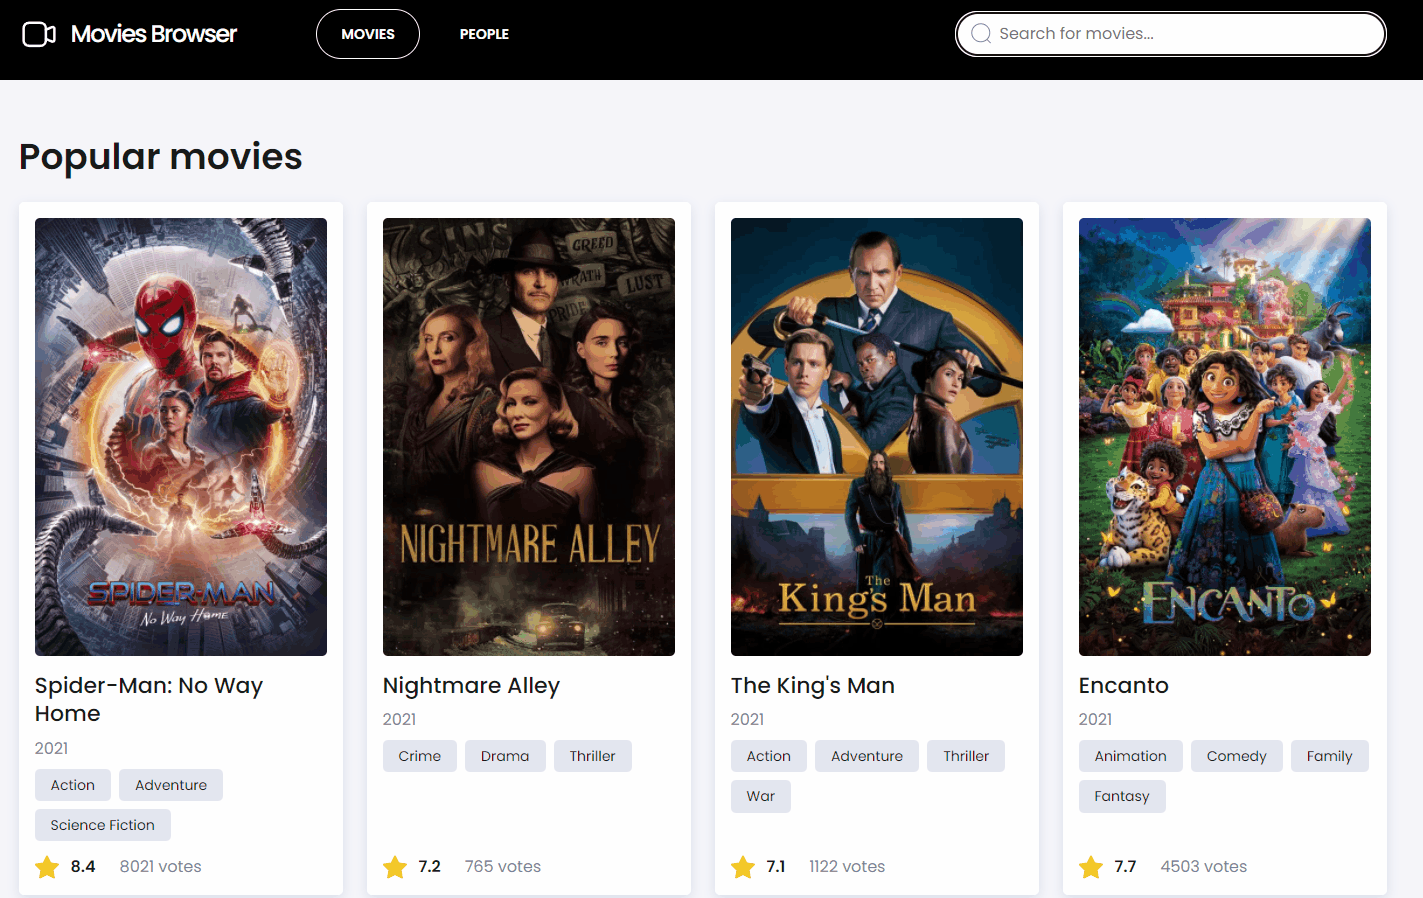 Movies Browser
MOVIES
PEOPLE
Search for movies...
Popular movies
SPIDER-MAN
NO WAY HOME
Spider-Man: No Way
Home
2021
Action
Adventure
Science Fiction
8.4
8021 votes
7 SINS
GREED
WRATH
LUST
PRIDE
NIGHTMARE ALLEY
Nightmare Alley
2021
Crime
Drama
Thriller
7.2
765 votes
The
King's Man
The King's Man
2021
Action
Adventure
Thriller
War
7.1
1122 votes
ENCANTO
Encanto
2021
Animation
Comedy
Family
Fantasy
7.7
4503 votes